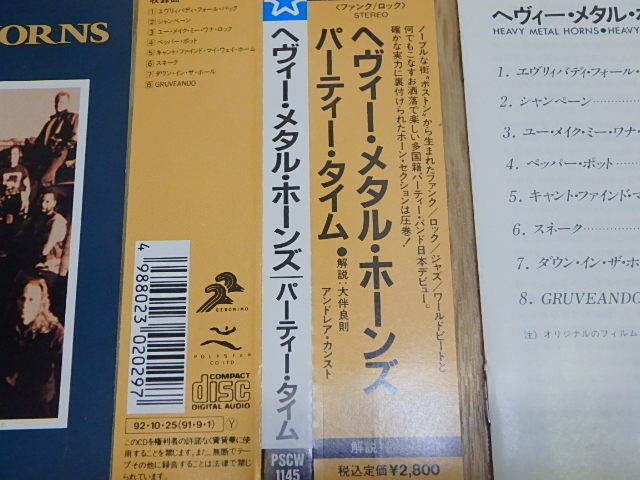 ORNS
収録曲
①エヴリィバディ・フォール・バック
②シャンペーン
③ユー・メイク・ミー・ワナ・ロック
④ペッパー・ポット
⑤キャント・ファインド・マイ・ウェイ・ホーム
⑥スネーク
⑦ダウン・イン・ザ・ホール
⑧GRUVEANDO
4 988023 020297
GERONIMO
POLYSTAR
CO.LTD
COMPACT
disc
DIGITAL AUDIO
92・10・25(91・9・1) Y
このCDを権利者の許諾なく賃貸業に使
用することを禁じます。また、無断でテー
プその他に録音することは法律で禁じ
られています。
ヘヴィー・メタル・ホーンズ/パーティー・タイム
PSCW
1145
〈ファンク/ロック〉
STEREO
ノーブルな街“ボストン”から生まれたファンク/ロック/ジャズ/ワールドビートと
何でもこなすお洒落で楽しい多国籍パーティー・バンド日本デビュー。
確かな実力に裏付けられたホーン・セクションは圧巻！
ヘヴィー・メタル・ホーンズ
パーティー・タイム
●解説：大伴良則
アンドレア・カンスト
解説
税込定価¥2,800
ヘヴィー・メタル・ホ
HEAVY METAL HORNS●HEAVY
1. エヴリィバディ・フォール・
2. シャンペーン
3. ユー・メイク・ミー・ワナ
4. ペッパー・ポット
5. キャント・ファインド・マ
6. スネーク
7. ダウン・イン・ザ・ホ
8. GRUVEANDO
(注) オリジナルのフィルム